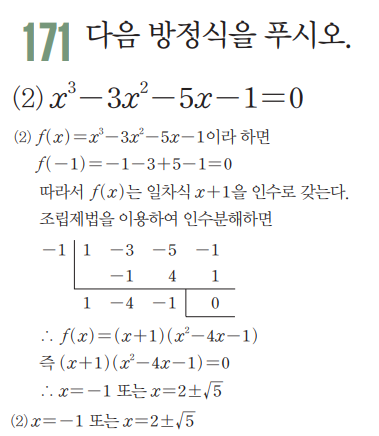 171 다음 방정식을 푸시오.
(2) x³-3x²-5x-1=0
(2) f(x)=x³-3x²-5x-1이라 하면
f(-1)=-1-3+5-1=0
따라서 f(x)는 일차식 x+1을 인수로 갖는다.
조립제법을 이용하여 인수분해하면
-1 1 -3 -5 -1
-1 4 1
1 -4 -1 0
∴ f(x)=(x+1)(x²-4x-1)
즉 (x+1)(x²-4x-1)=0
∴ x=-1 또는 x=2±√5
(2) x=-1 또는 x=2±√5